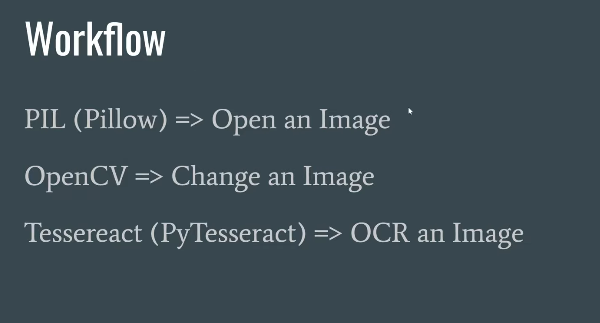 Workflow
PIL (Pillow) => Open an Image
OpenCV => Change an Image
Tessereact (PyTesseract) => OCR an Image